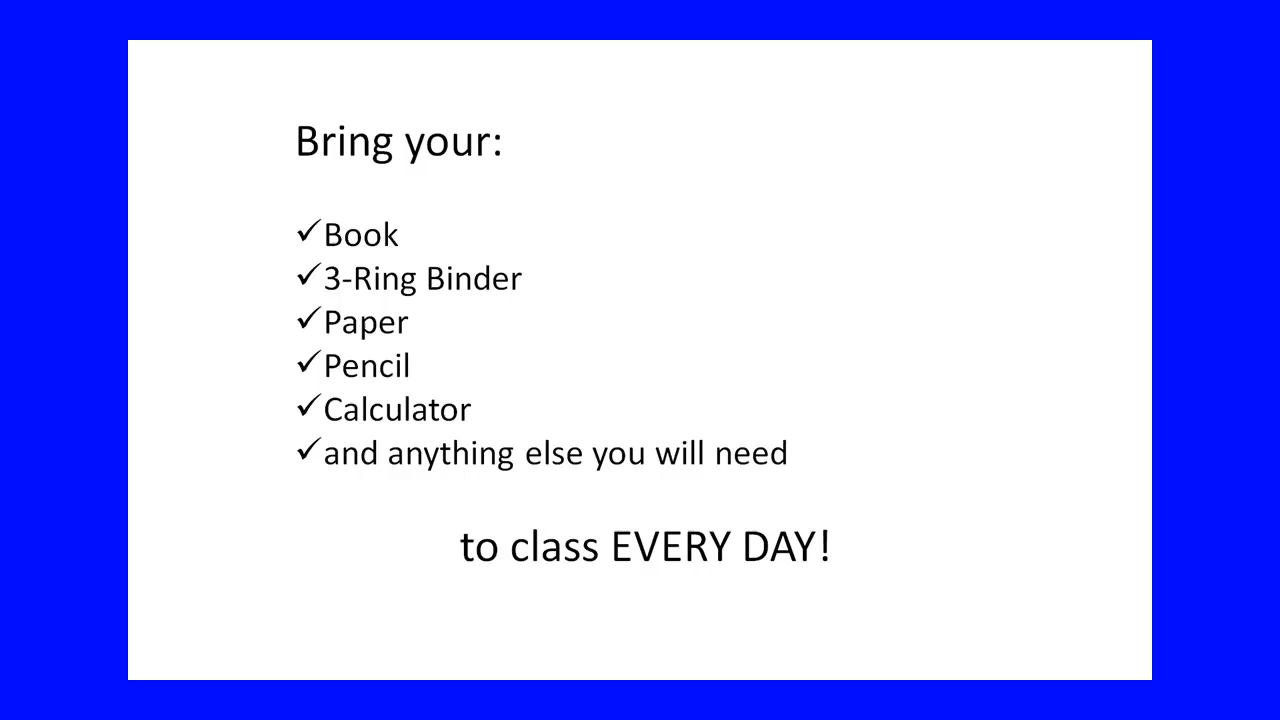 Bring your:
✓Book
✓3-Ring Binder
✓Paper
✓Pencil
✓Calculator
✓and anything else you will need
to class EVERY DAY!